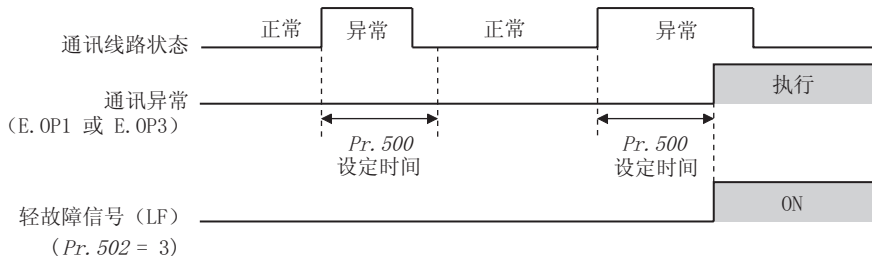 正常 异常 正常 异常
通讯线路状态
执行
通讯异常
（E.OP1 或 E.OP3）
Pr.500 Pr.500
设定时间 设定时间
ON
轻故障信号（LF）
（Pr.502 = 3）